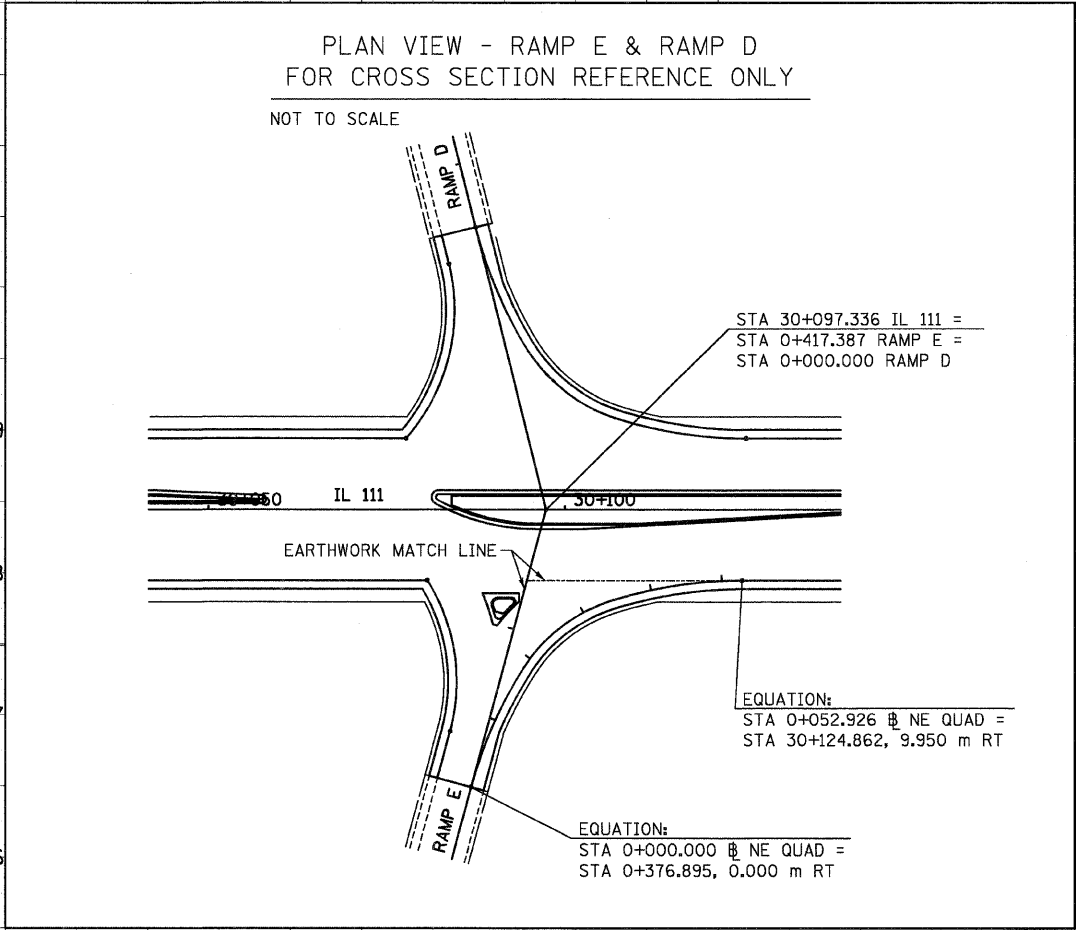 PLAN VIEW - RAMP E & RAMP D
FOR CROSS SECTION REFERENCE ONLY
NOT TO SCALE
RAMP D
STA 30+097.336 IL 111 =
STA 0+417.387 RAMP E =
STA 0+000.000 RAMP D
30+050
IL 111
30+100
EARTHWORK MATCH LINE
EQUATION:
STA 0+052.926 ℄ NE QUAD =
STA 30+124.862, 9.950 m RT
RAMP E
EQUATION:
STA 0+000.000 ℄ NE QUAD =
STA 0+376.895, 0.000 m RT